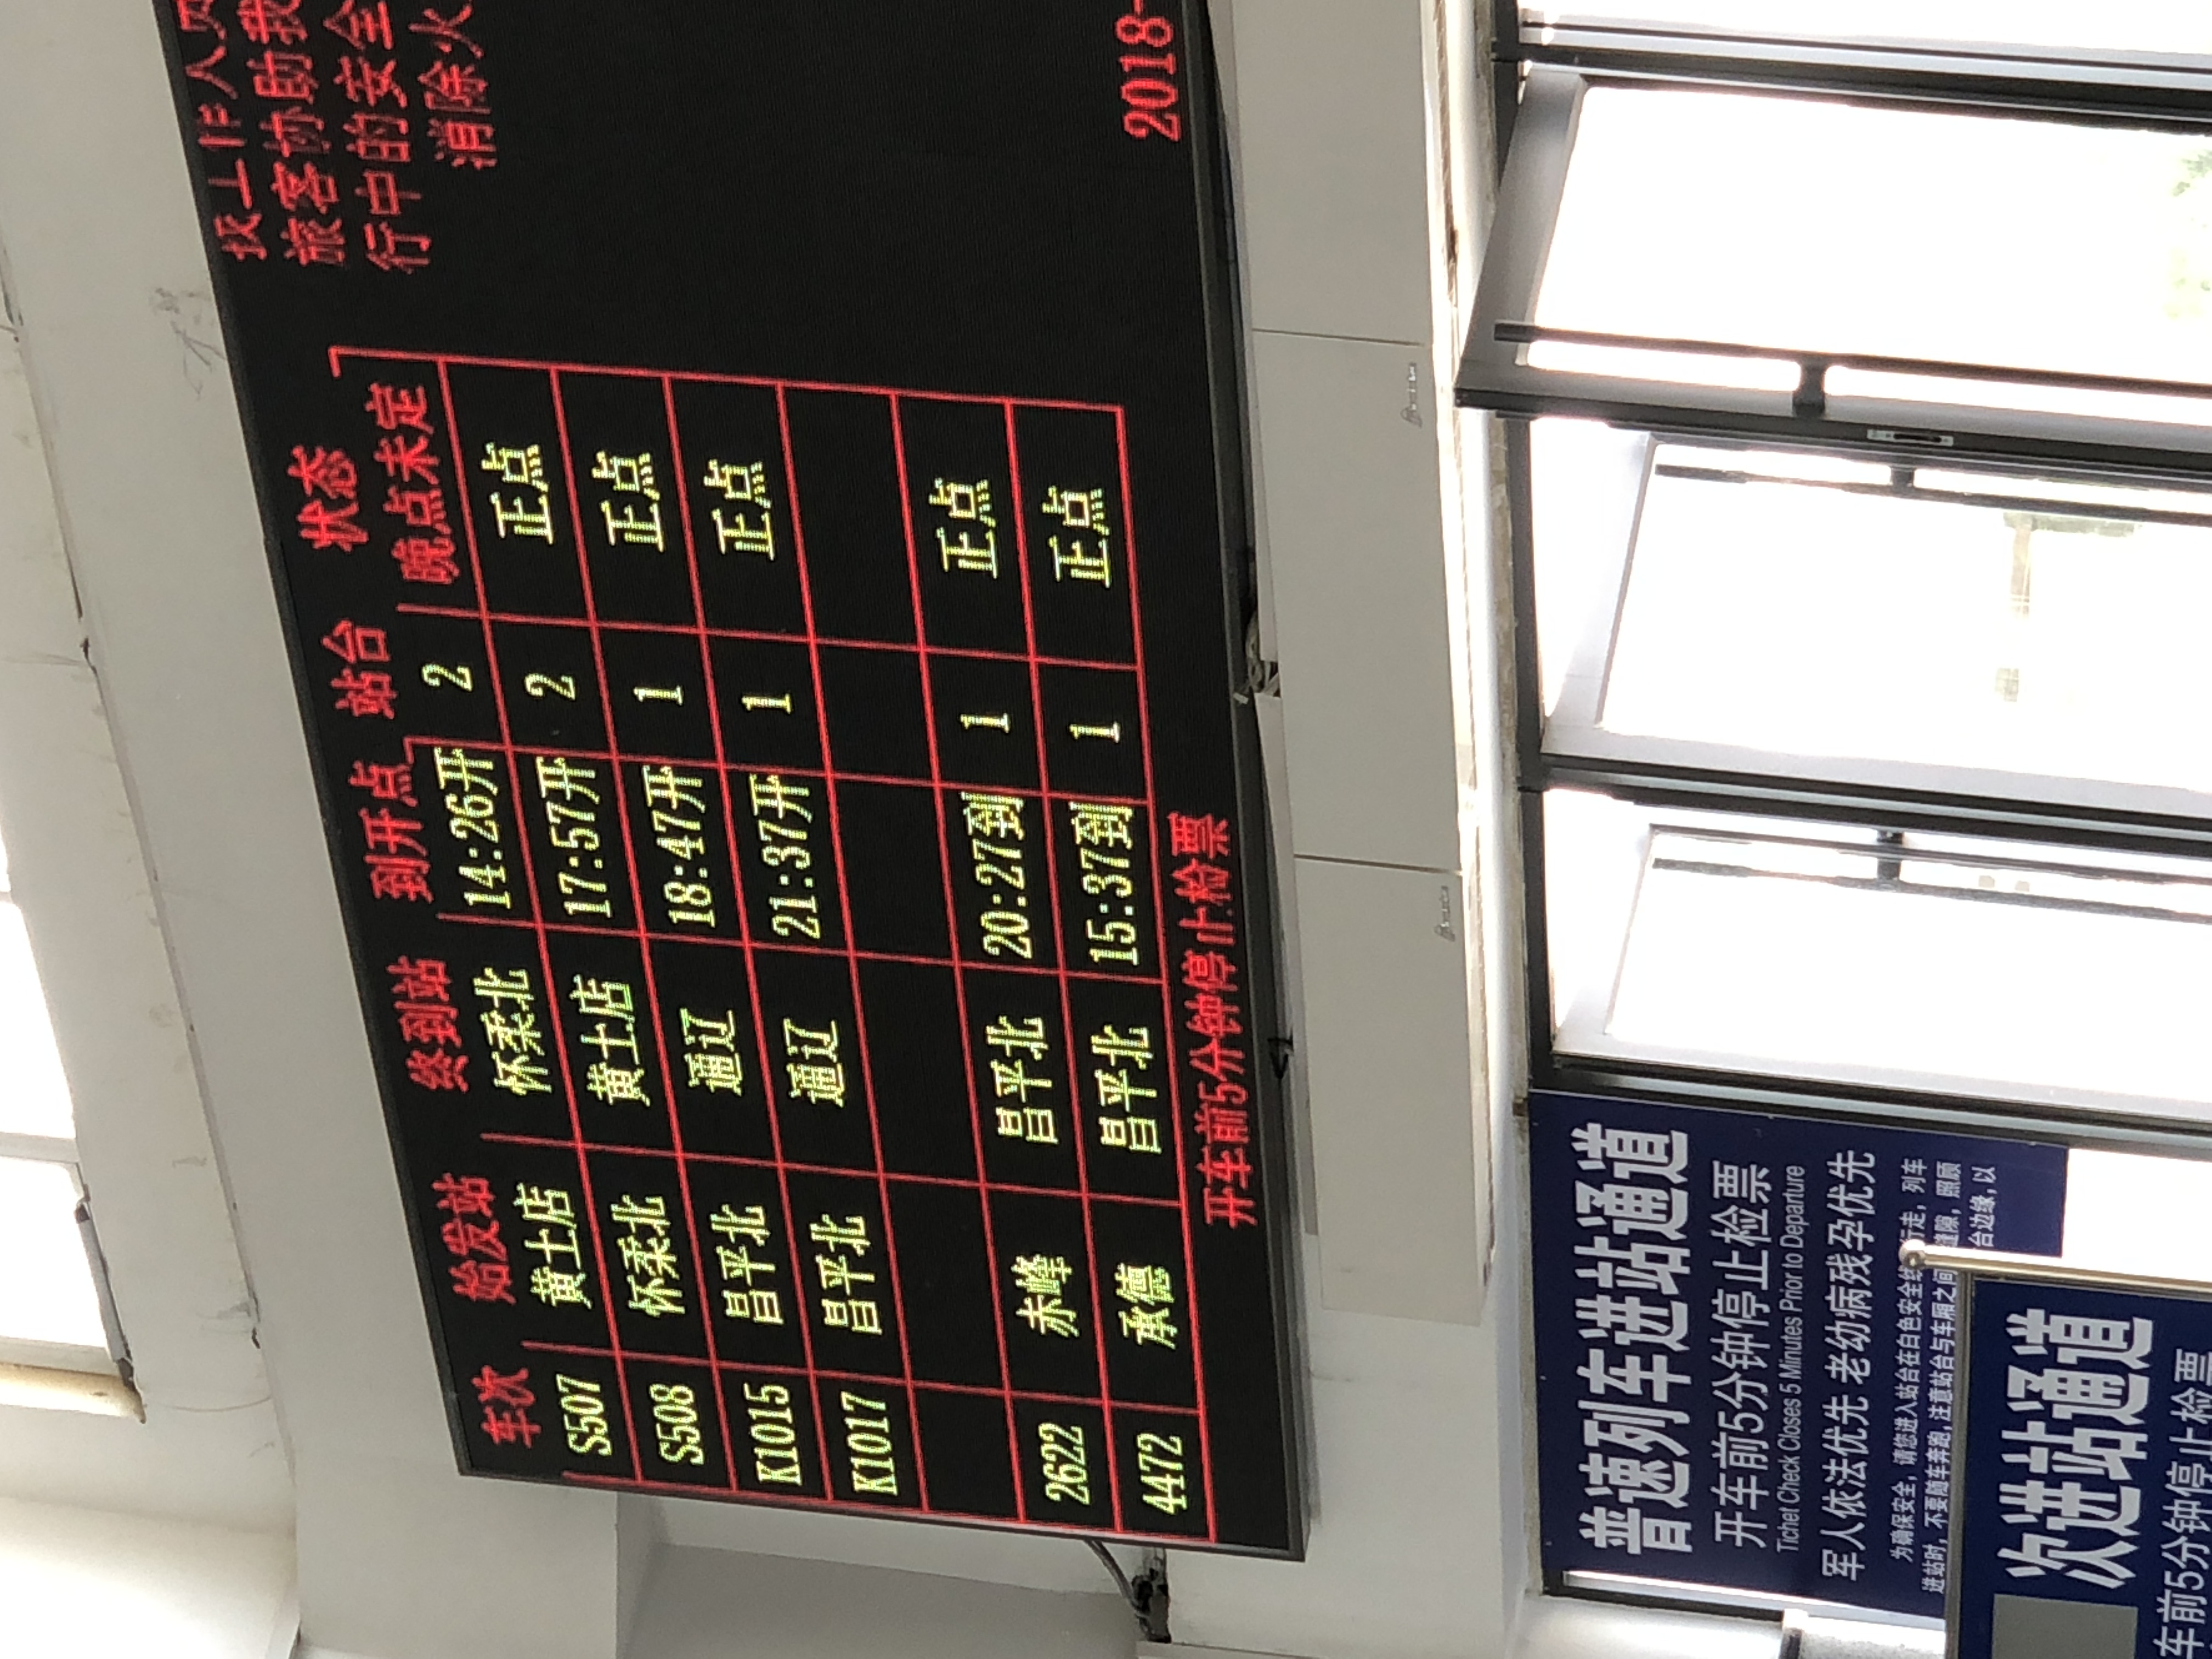 车次 始发站 终到站 到开点 站台 状态
S507 黄土店 怀柔北 14:26开 2 晚点未定
S508 怀柔北 黄土店 17:57开 2 正点
K1015 昌平北 通辽 18:47开 1 正点
K1017 昌平北 通辽 21:37开 1 正点
2622 赤峰 昌平北 20:27到 1 正点
4472 承德 昌平北 15:37到 1 正点
开车前5分钟停止检票
找工作人员
旅客协助我
行中的安全
消除火
2018-
普速列车进站通道
开车前5分钟停止检票
Tichet Check Closes 5 Minutes Prior to Departure
军人依法优先 老幼病残孕优先
为确保安全，请您进入站台在白色安全线 行走，列车
进站时，不要随车奔跑，注意站台与车厢之间 缝隙，照顾
台边缘，以
次进站通道
车前5分钟停止检票